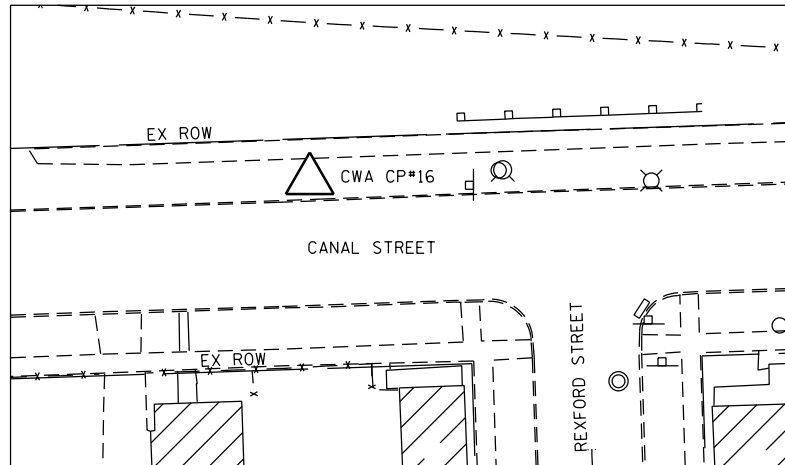 EX ROW
CWA CP#16
CANAL STREET
REXFORD STREET
EX ROW